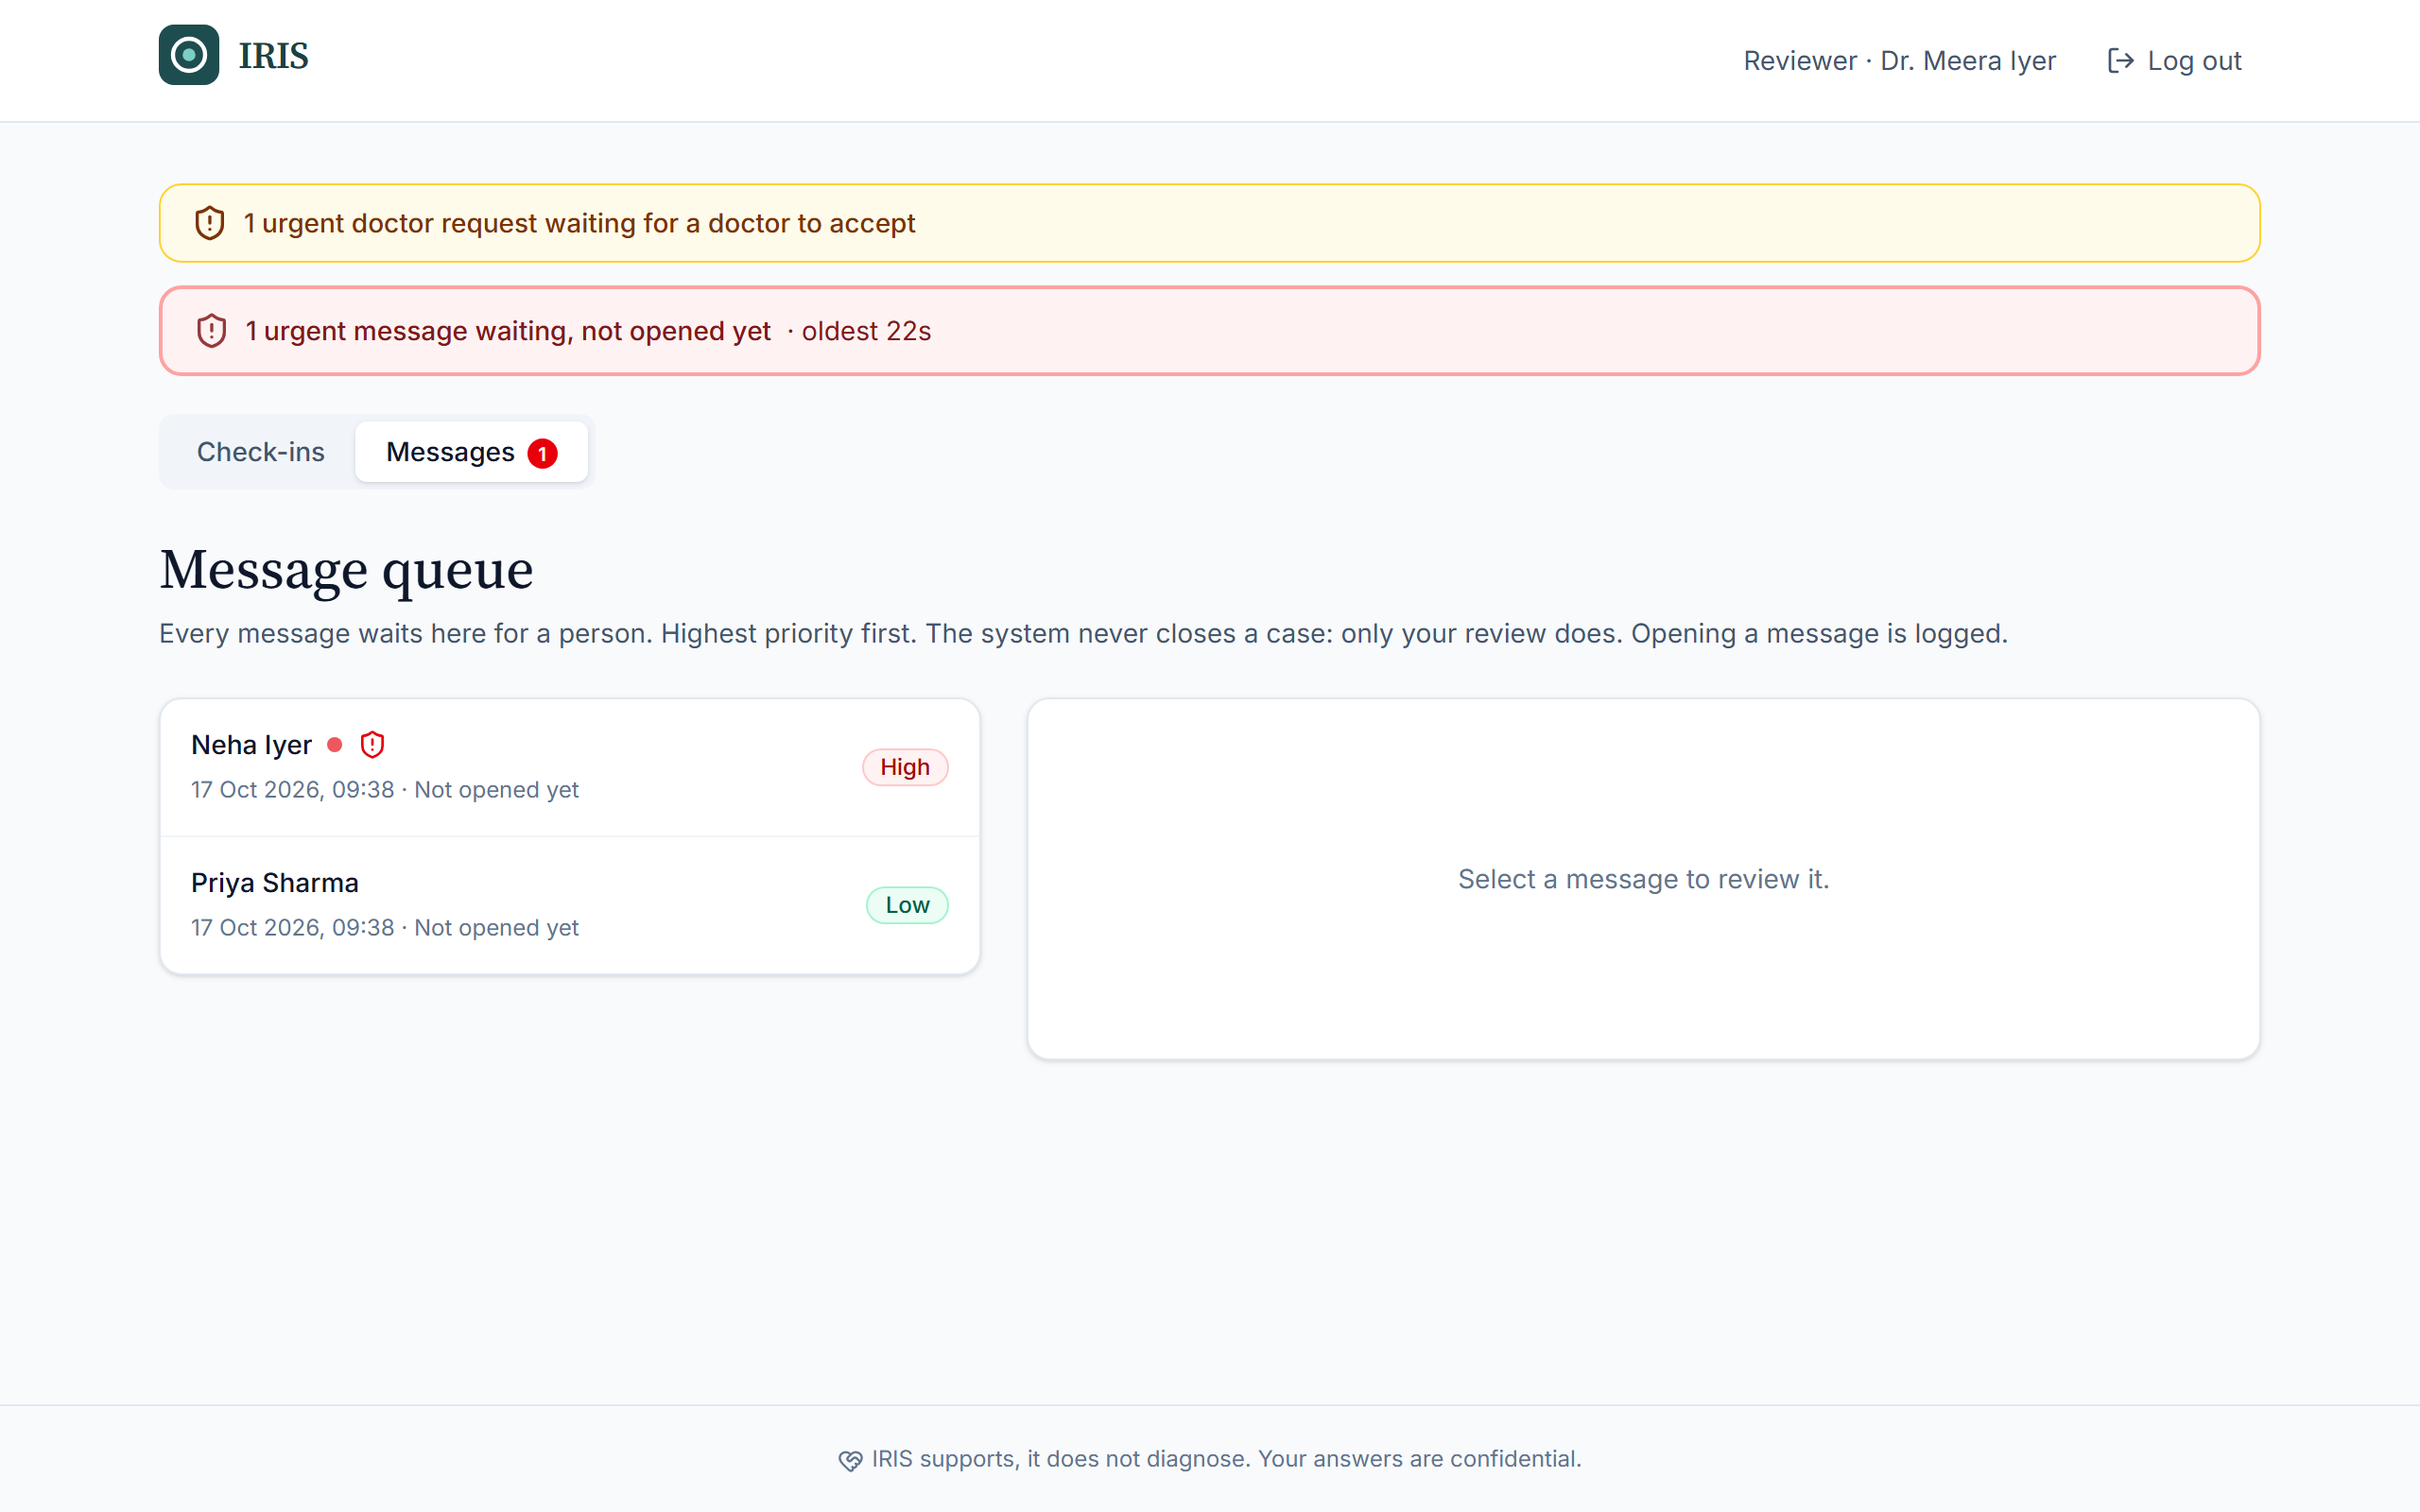 IRIS
Reviewer · Dr. Meera Iyer
Log out
1 urgent doctor request waiting for a doctor to accept
1 urgent message waiting, not opened yet · oldest 22s
Check-ins
Messages 1
Message queue
Every message waits here for a person. Highest priority first. The system never closes a case: only your review does. Opening a message is logged.
Neha Iyer
High
17 Oct 2026, 09:38 · Not opened yet
Priya Sharma
Low
17 Oct 2026, 09:38 · Not opened yet
Select a message to review it.
IRIS supports, it does not diagnose. Your answers are confidential.